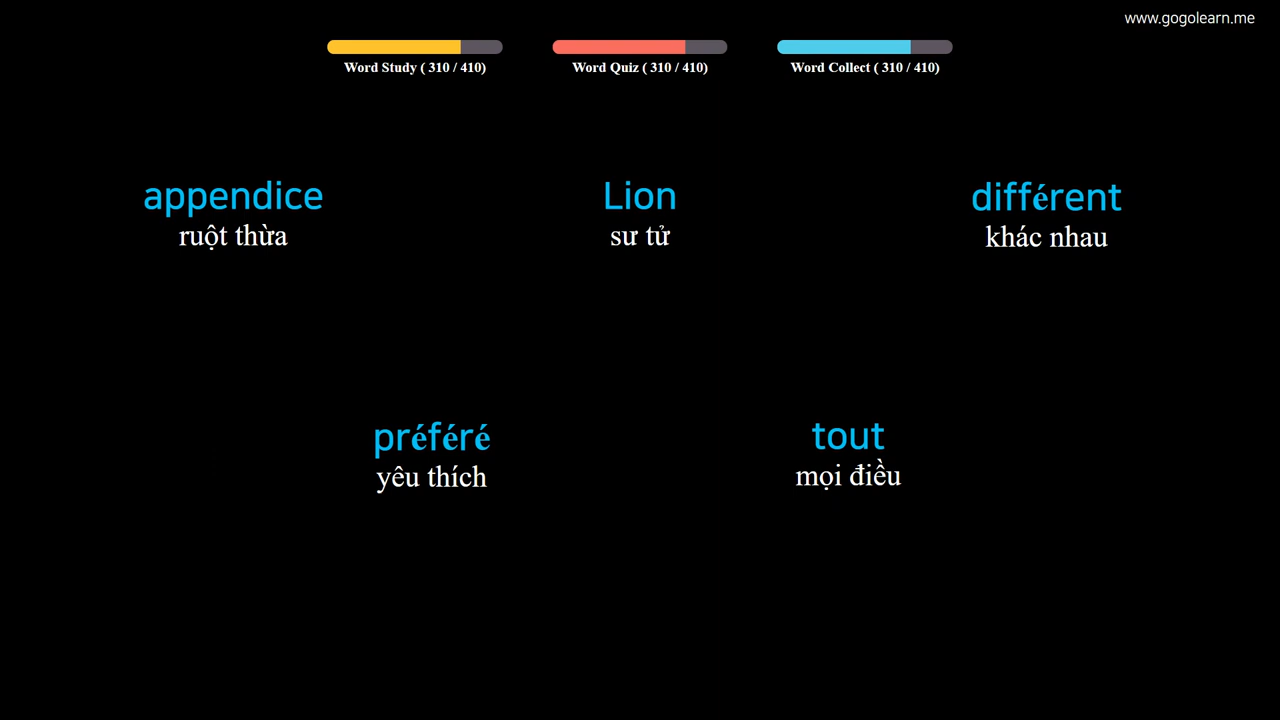 www.gogolearn.me
Word Study ( 310 / 410)
Word Quiz ( 310 / 410)
Word Collect ( 310 / 410)
appendice
ruột thừa
Lion
sư tử
différent
khác nhau
préféré
yêu thích
tout
mọi điều